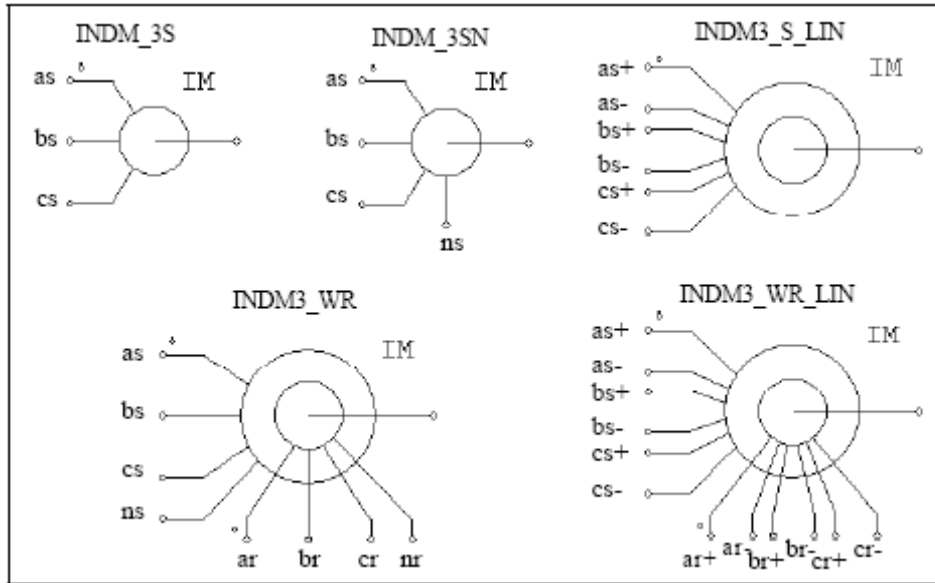 INDM_3S
as
IM
bs
cs
INDM_3SN
as
IM
bs
cs
ns
INDM3_S_LIN
as+
IM
as-
bs+
bs-
cs+
cs-
INDM3_WR
as
IM
bs
cs
ns
ar br cr nr
INDM3_WR_LIN
as+
IM
as-
bs+
bs-
cs+
cs-
ar+ ar- br+ br- cr+ cr-